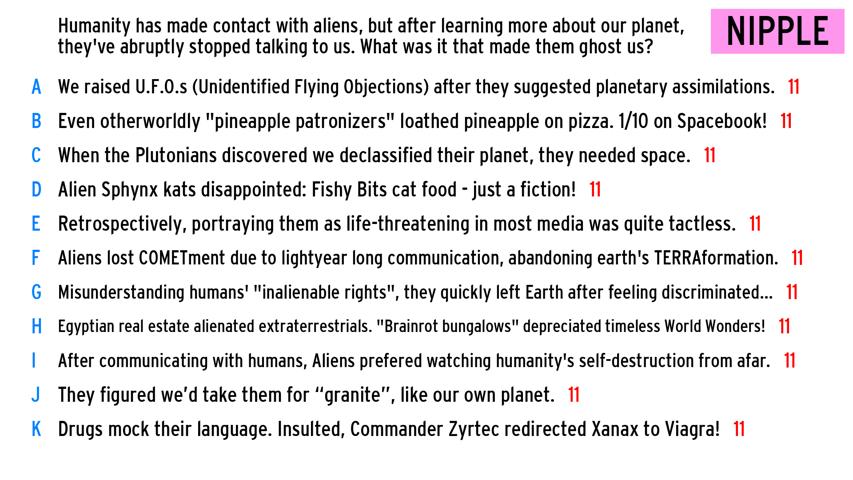 Humanity has made contact with aliens, but after learning more about our planet,
they've abruptly stopped talking to us. What was it that made them ghost us?
NIPPLE
A We raised U.F.O.s (Unidentified Flying Objections) after they suggested planetary assimilations. 11
B Even otherworldly "pineapple patronizers" loathed pineapple on pizza. 1/10 on Spacebook! 11
C When the Plutonians discovered we declassified their planet, they needed space. 11
D Alien Sphynx kats disappointed: Fishy Bits cat food - just a fiction! 11
E Retrospectively, portraying them as life-threatening in most media was quite tactless. 11
F Aliens lost COMETment due to lightyear long communication, abandoning earth's TERRAformation. 11
G Misunderstanding humans' "inalienable rights", they quickly left Earth after feeling discriminated... 11
H Egyptian real estate alienated extraterrestrials. "Brainrot bungalows" depreciated timeless World Wonders! 11
I After communicating with humans, Aliens prefered watching humanity's self-destruction from afar. 11
J They figured we’d take them for “granite”, like our own planet. 11
K Drugs mock their language. Insulted, Commander Zyrtec redirected Xanax to Viagra! 11